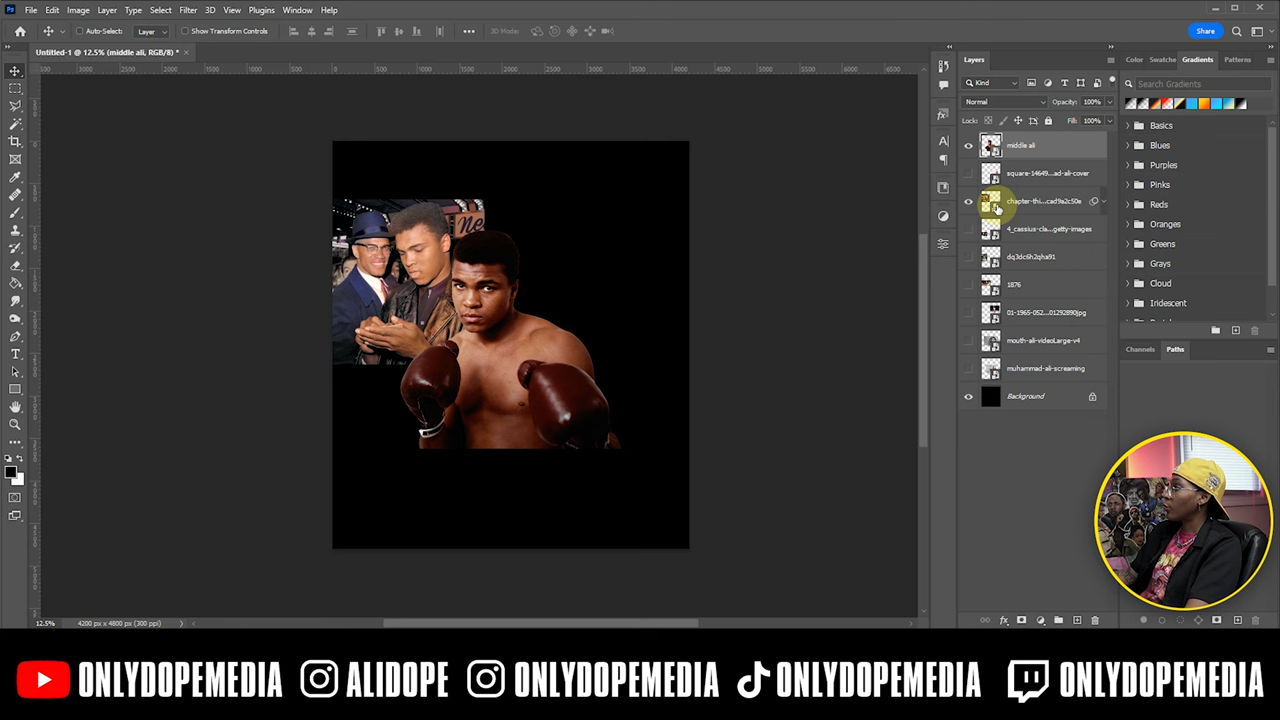 Ps File Edit Image Layer Type Select Filter 3D View Plugins Window Help
Auto-Select: Layer Show Transform Controls 3D Mode: Share
Untitled-1 @ 12.5% (middle ali, RGB/8) *
Layers
Color Swatche Gradients Patterns
Kind
Search Gradients
Normal Opacity: 100%
Lock: Fill: 100%
middle ali
square-14649...ad-ali-cover
chapter-thi...cad9a2c50e
4_cassius-cla...getty-images
dq3dc6h2qha91
1876
01-1965-052...01292890jpg
mouth-ali-videoLarge-v4
muhammad-ali-screaming
Background
Basics
Blues
Purples
Pinks
Reds
Oranges
Greens
Grays
Cloud
Iridescent
Channels Paths
Ne
12.5% 4200 px x 4800 px (300 ppi)
ONLYDOPEMEDIA ALIDOPE ONLYDOPEMEDIA ONLYDOPEMEDIA ONLYDOPEMEDIA